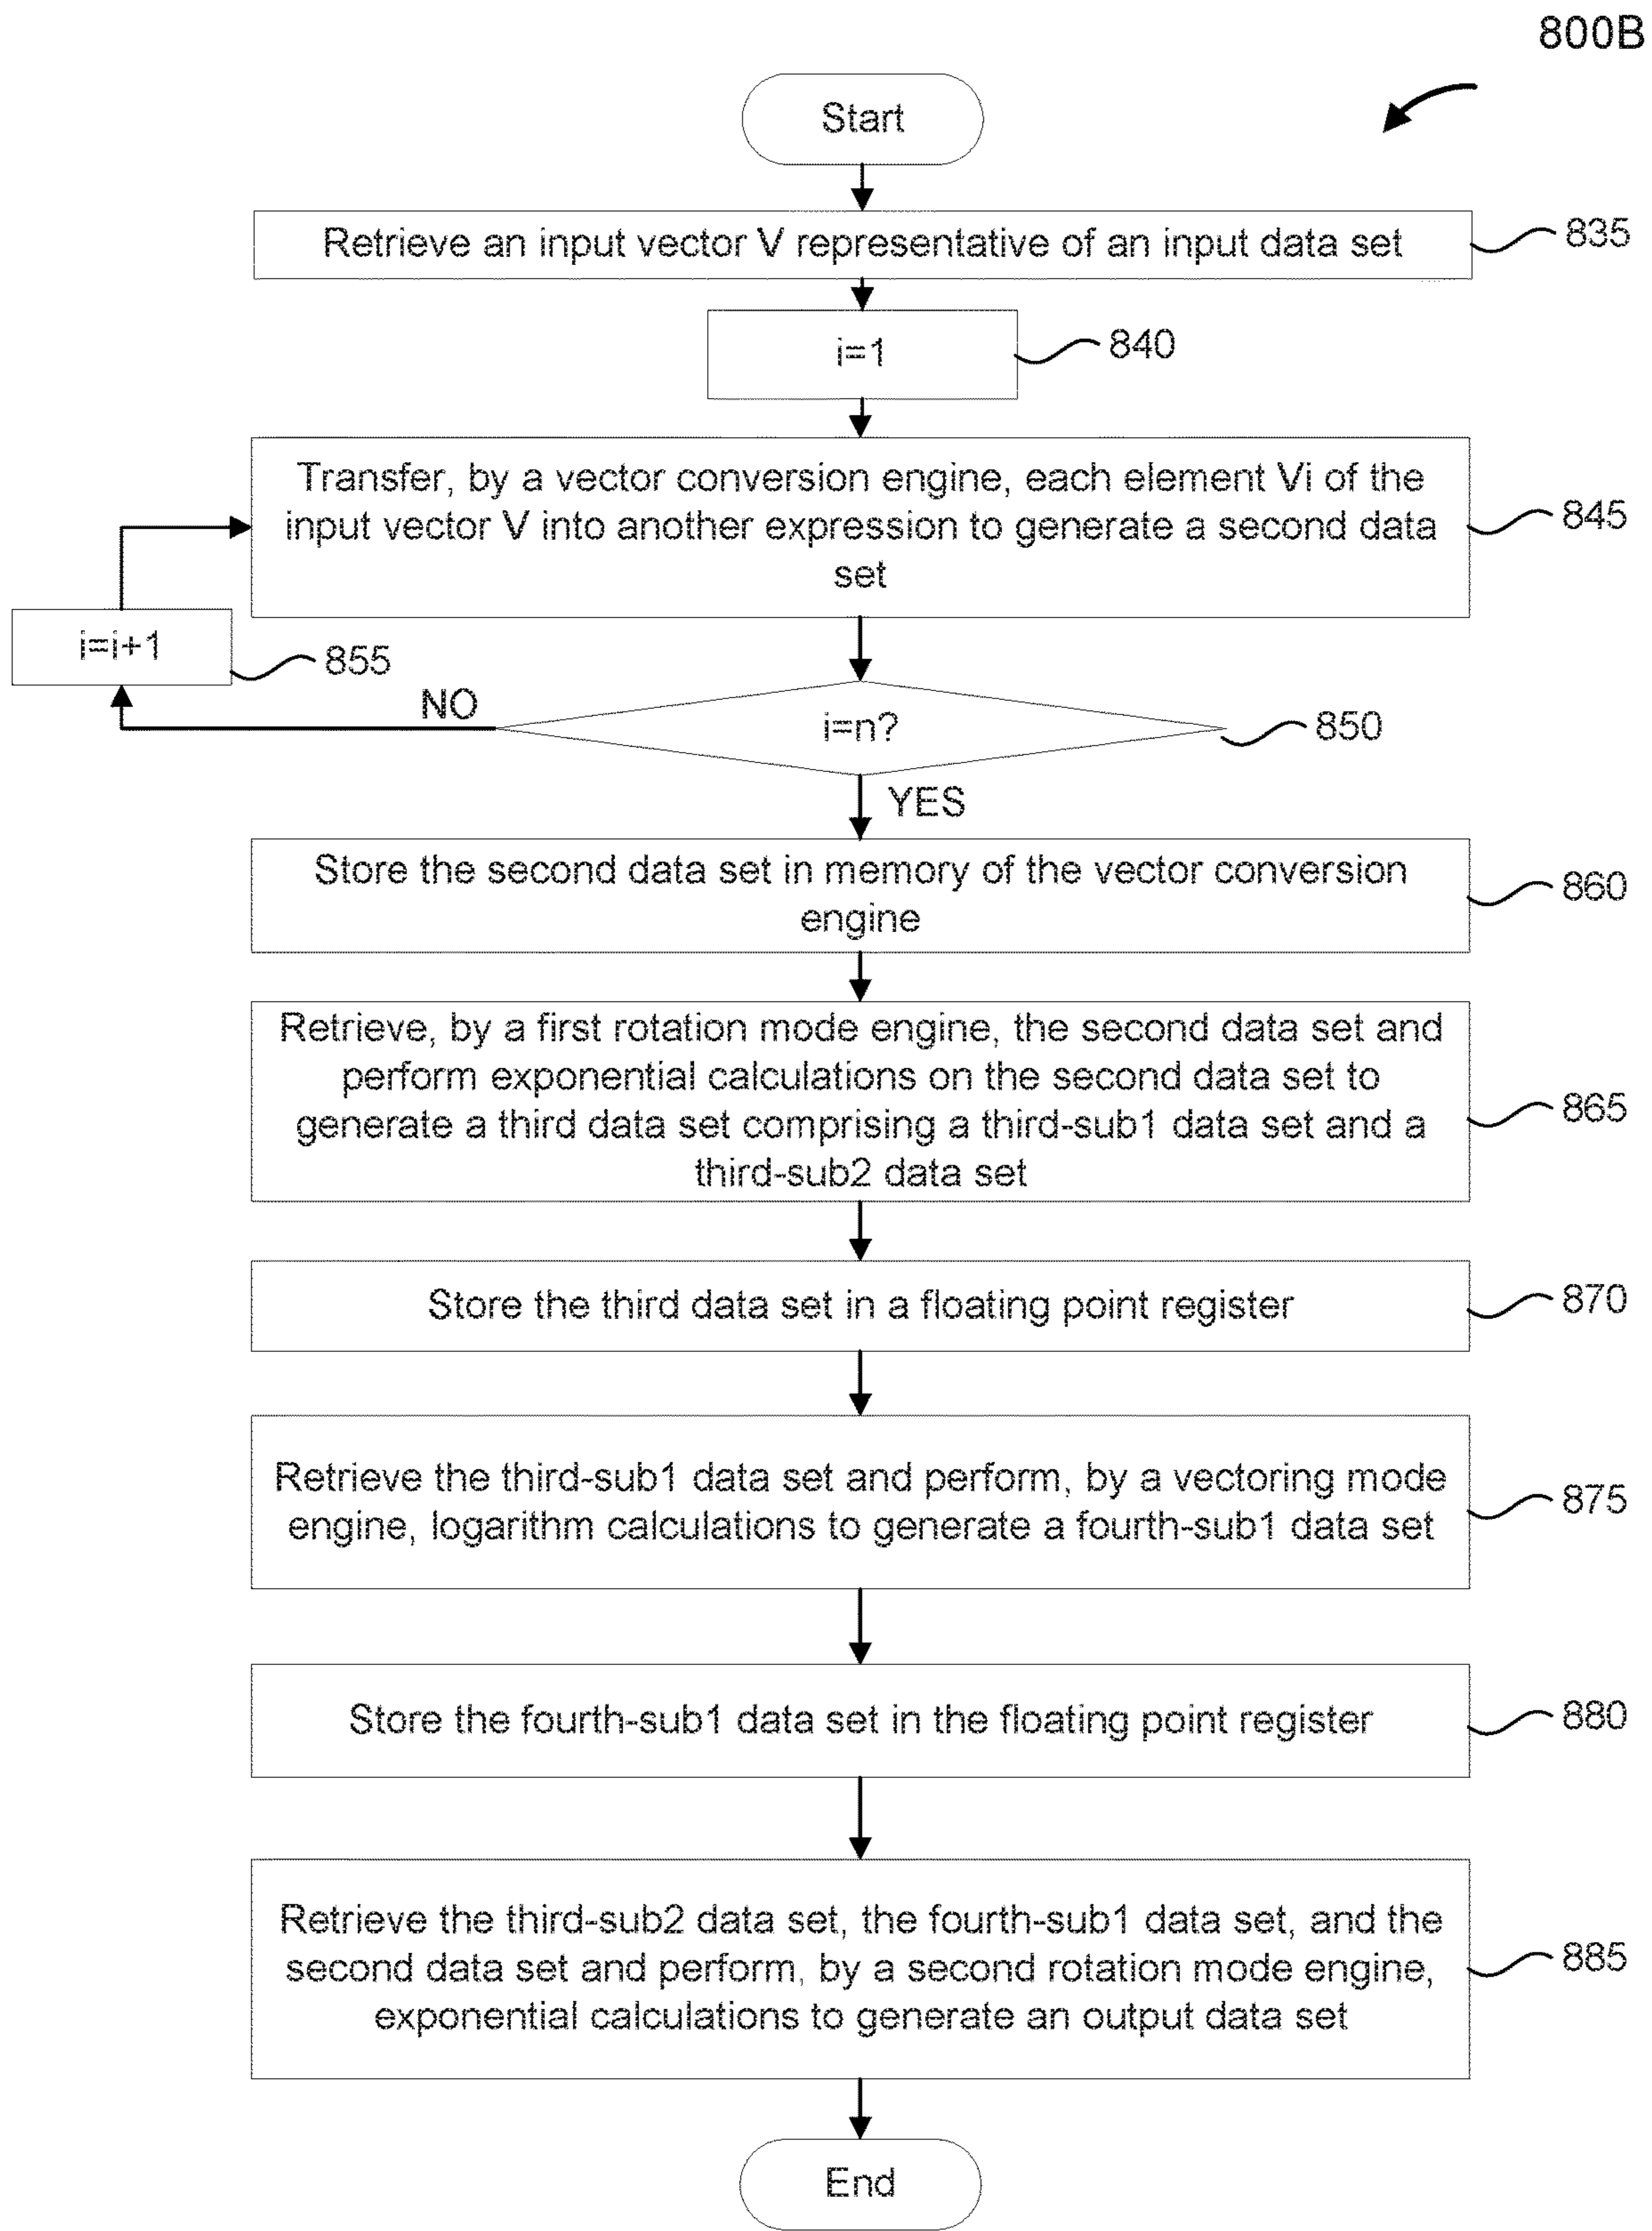 800B
Start
Retrieve an input vector V representative of an input data set
835
i=1
840
Transfer, by a vector conversion engine, each element Vi of the
input vector V into another expression to generate a second data
set
845
i=i+1
855
NO
i=n?
850
YES
Store the second data set in memory of the vector conversion
engine
860
Retrieve, by a first rotation mode engine, the second data set and
perform exponential calculations on the second data set to
generate a third data set comprising a third-sub1 data set and a
third-sub2 data set
865
Store the third data set in a floating point register
870
Retrieve the third-sub1 data set and perform, by a vectoring mode
engine, logarithm calculations to generate a fourth-sub1 data set
875
Store the fourth-sub1 data set in the floating point register
880
Retrieve the third-sub2 data set, the fourth-sub1 data set, and the
second data set and perform, by a second rotation mode engine,
exponential calculations to generate an output data set
885
End